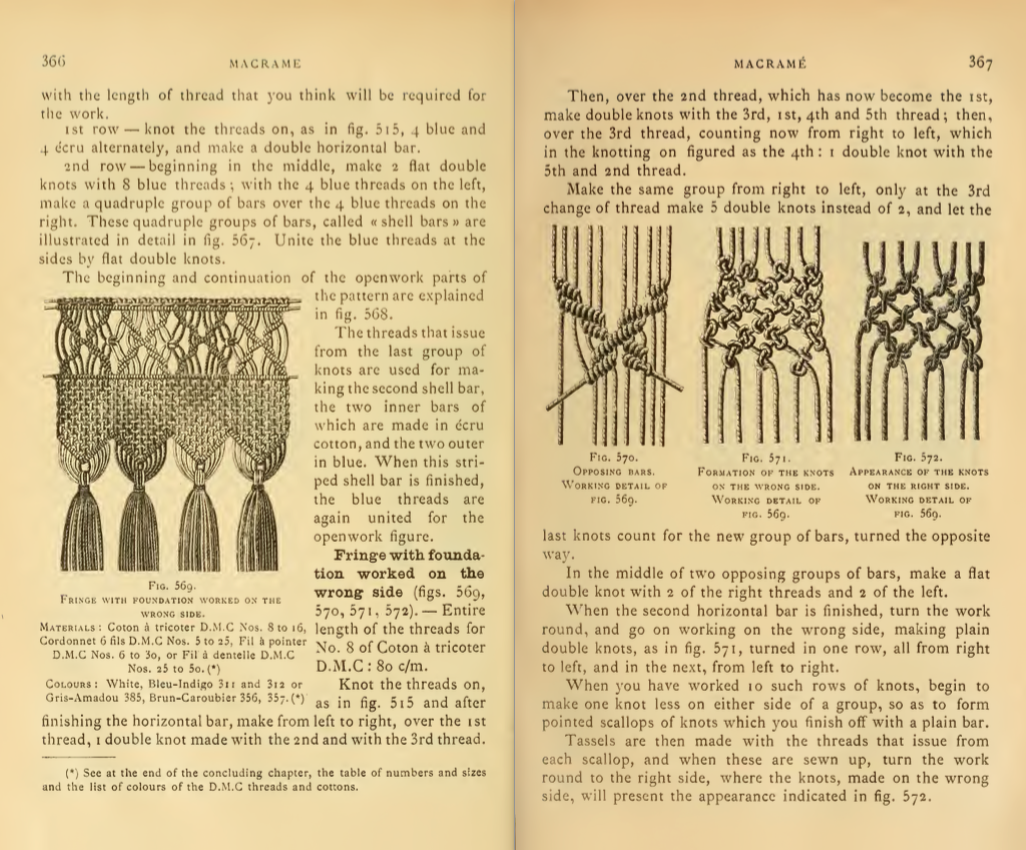 366
MACRAME
with the length of thread that you think will be required for
the work.
1st row — knot the threads on, as in fig. 515, 4 blue and
4 écru alternately, and make a double horizontal bar.
2nd row — beginning in the middle, make 2 flat double
knots with 8 blue threads ; with the 4 blue threads on the left,
make a quadruple group of bars over the 4 blue threads on the
right. These quadruple groups of bars, called « shell bars » are
illustrated in detail in fig. 567. Unite the blue threads at the
sides by flat double knots.
The beginning and continuation of the openwork parts of
the pattern are explained
in fig. 568.
The threads that issue
from the last group of
knots are used for ma-
king the second shell bar,
the two inner bars of
which are made in écru
cotton, and the two outer
in blue. When this stri-
ped shell bar is finished,
the blue threads are
again united for the
openwork figure.
Fringe with founda-
tion worked on the
wrong side (figs. 569,
570, 571, 572). — Entire
length of the threads for
No. 8 of Coton à tricoter
D.M.C : 80 c/m.
Knot the threads on,
as in fig. 515 and after
Fig. 569.
Fringe with foundation worked on the
wrong side.
Materials : Coton à tricoter D.M.C Nos. 8 to 16,
Cordonnet 6 fils D.M.C Nos. 5 to 25, Fil à pointer
D.M.C Nos. 6 to 30, or Fil à dentelle D.M.C
Nos. 25 to 50. (*)
Colours : White, Bleu-Indigo 311 and 312 or
Gris-Amadou 385, Brun-Caroubier 356, 357. (*)
finishing the horizontal bar, make from left to right, over the 1st
thread, 1 double knot made with the 2nd and with the 3rd thread.
(*) See at the end of the concluding chapter, the table of numbers and sizes
and the list of colours of the D.M.C threads and cottons.
MACRAMÉ
367
Then, over the 2nd thread, which has now become the 1st,
make double knots with the 3rd, 1st, 4th and 5th thread ; then,
over the 3rd thread, counting now from right to left, which
in the knotting on figured as the 4th : 1 double knot with the
5th and 2nd thread.
Make the same group from right to left, only at the 3rd
change of thread make 5 double knots instead of 2, and let the
Fig. 570.
Opposing bars.
Working detail of
fig. 569.
Fig. 571.
Formation of the knots
on the wrong side.
Working detail of
fig. 569.
Fig. 572.
Appearance of the knots
on the right side.
Working detail of
fig. 569.
last knots count for the new group of bars, turned the opposite
way.
In the middle of two opposing groups of bars, make a flat
double knot with 2 of the right threads and 2 of the left.
When the second horizontal bar is finished, turn the work
round, and go on working on the wrong side, making plain
double knots, as in fig. 571, turned in one row, all from right
to left, and in the next, from left to right.
When you have worked 10 such rows of knots, begin to
make one knot less on either side of a group, so as to form
pointed scallops of knots which you finish off with a plain bar.
Tassels are then made with the threads that issue from
each scallop, and when these are sewn up, turn the work
round to the right side, where the knots, made on the wrong
side, will present the appearance indicated in fig. 572.